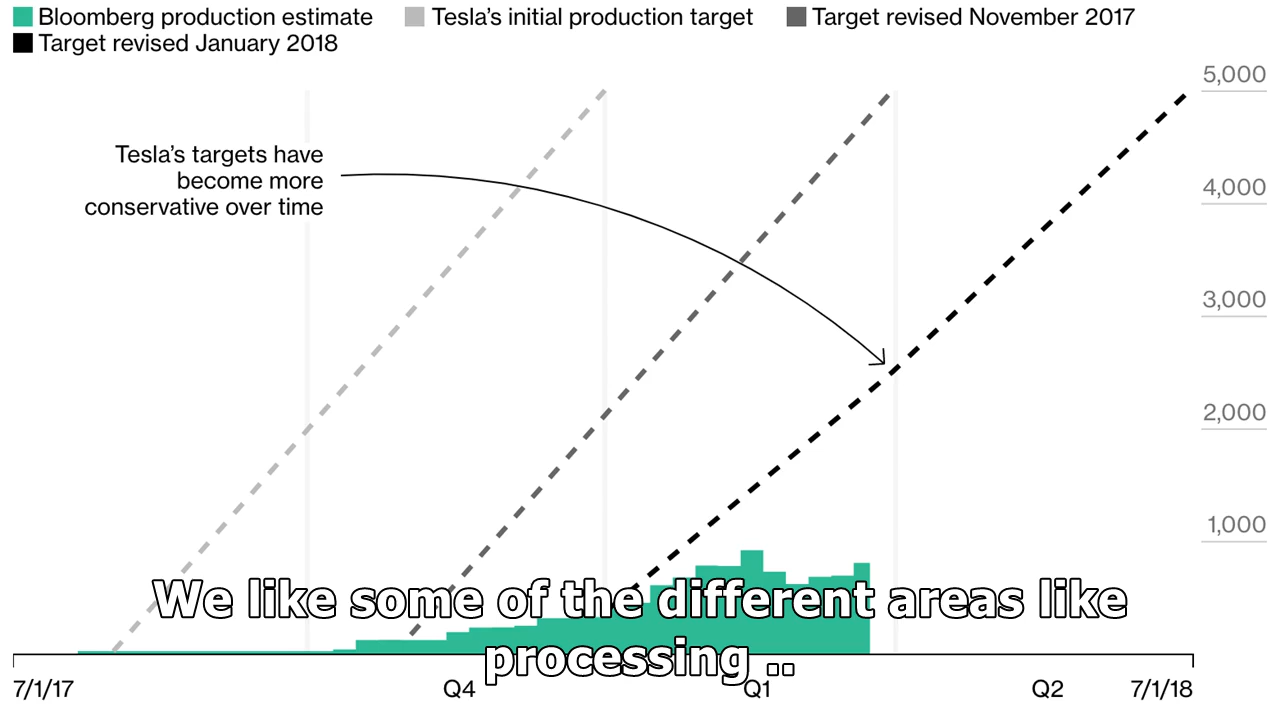 Bloomberg production estimate
Tesla's initial production target
Target revised November 2017
Target revised January 2018
5,000
Tesla's targets have
become more
conservative over time
4,000
3,000
2,000
1,000
We like some of the different areas like
processing ..
7/1/17
Q4
Q1
Q2
7/1/18